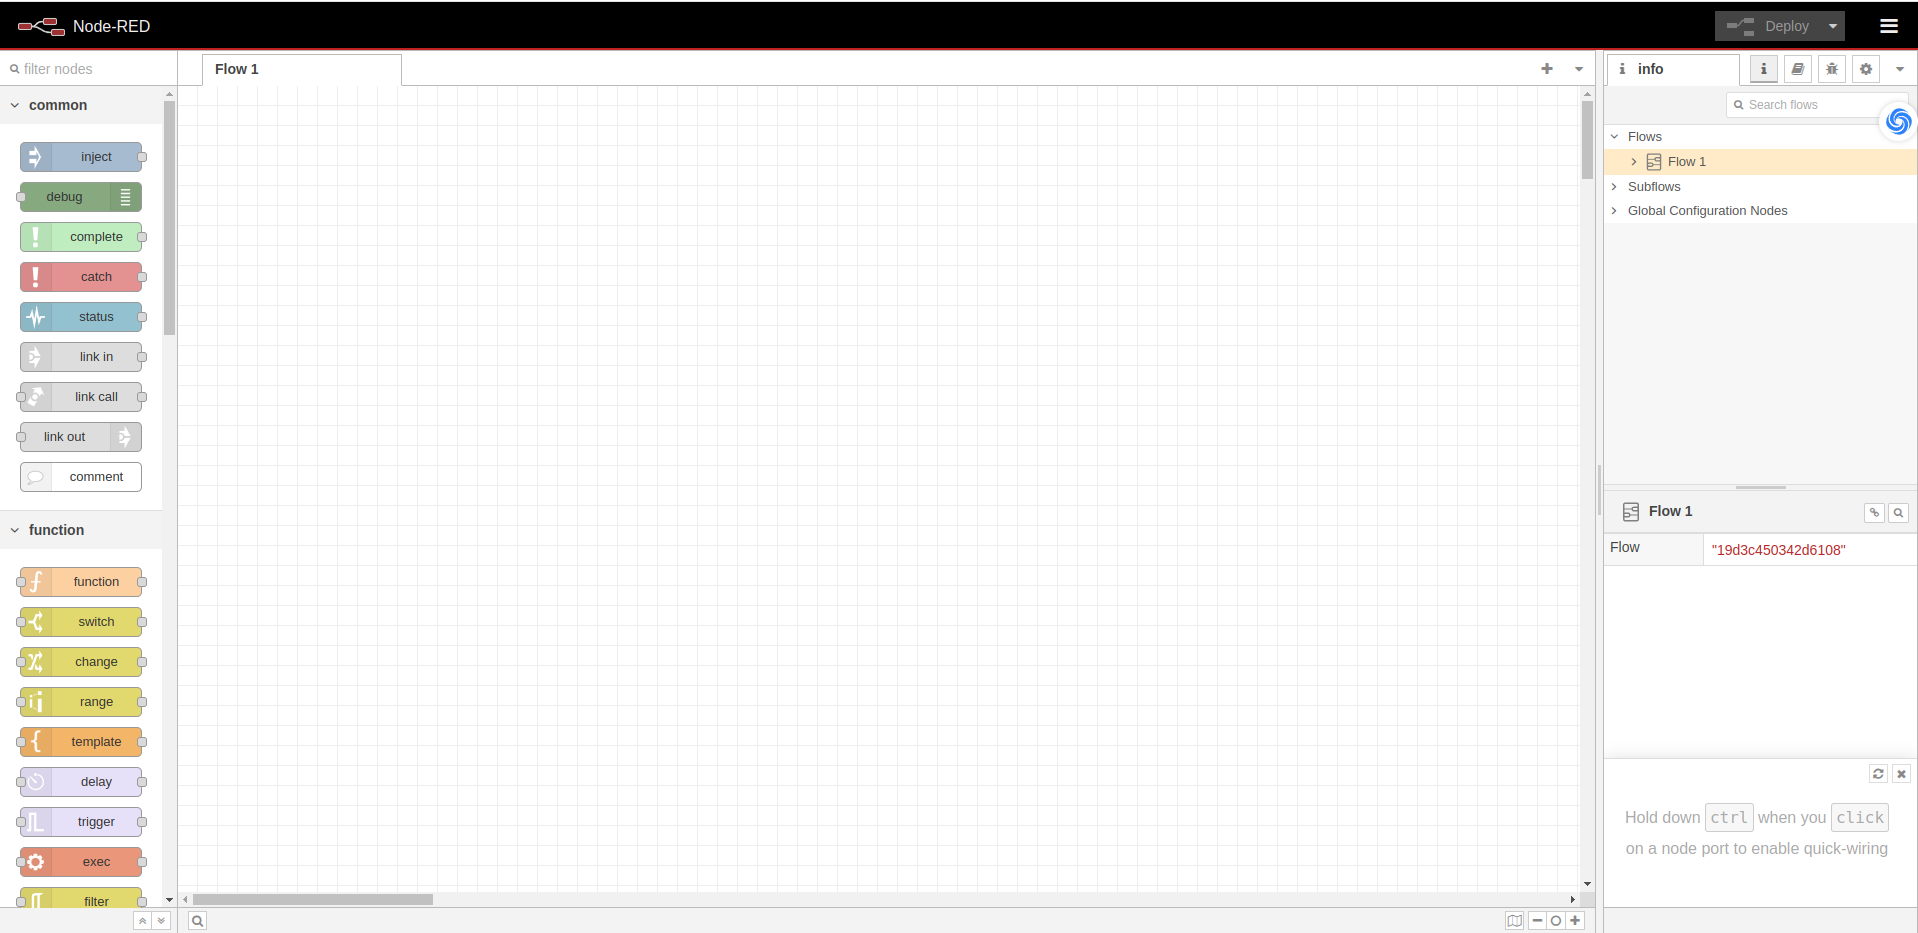 Node-RED
Deploy
filter nodes
Flow 1
info
Search flows
common
inject
debug
complete
catch
status
link in
link call
link out
comment
function
function
switch
change
range
template
delay
trigger
exec
filter
Flows
Flow 1
Subflows
Global Configuration Nodes
Flow 1
Flow "19d3c450342d6108"
Hold down ctrl when you click
on a node port to enable quick-wiring